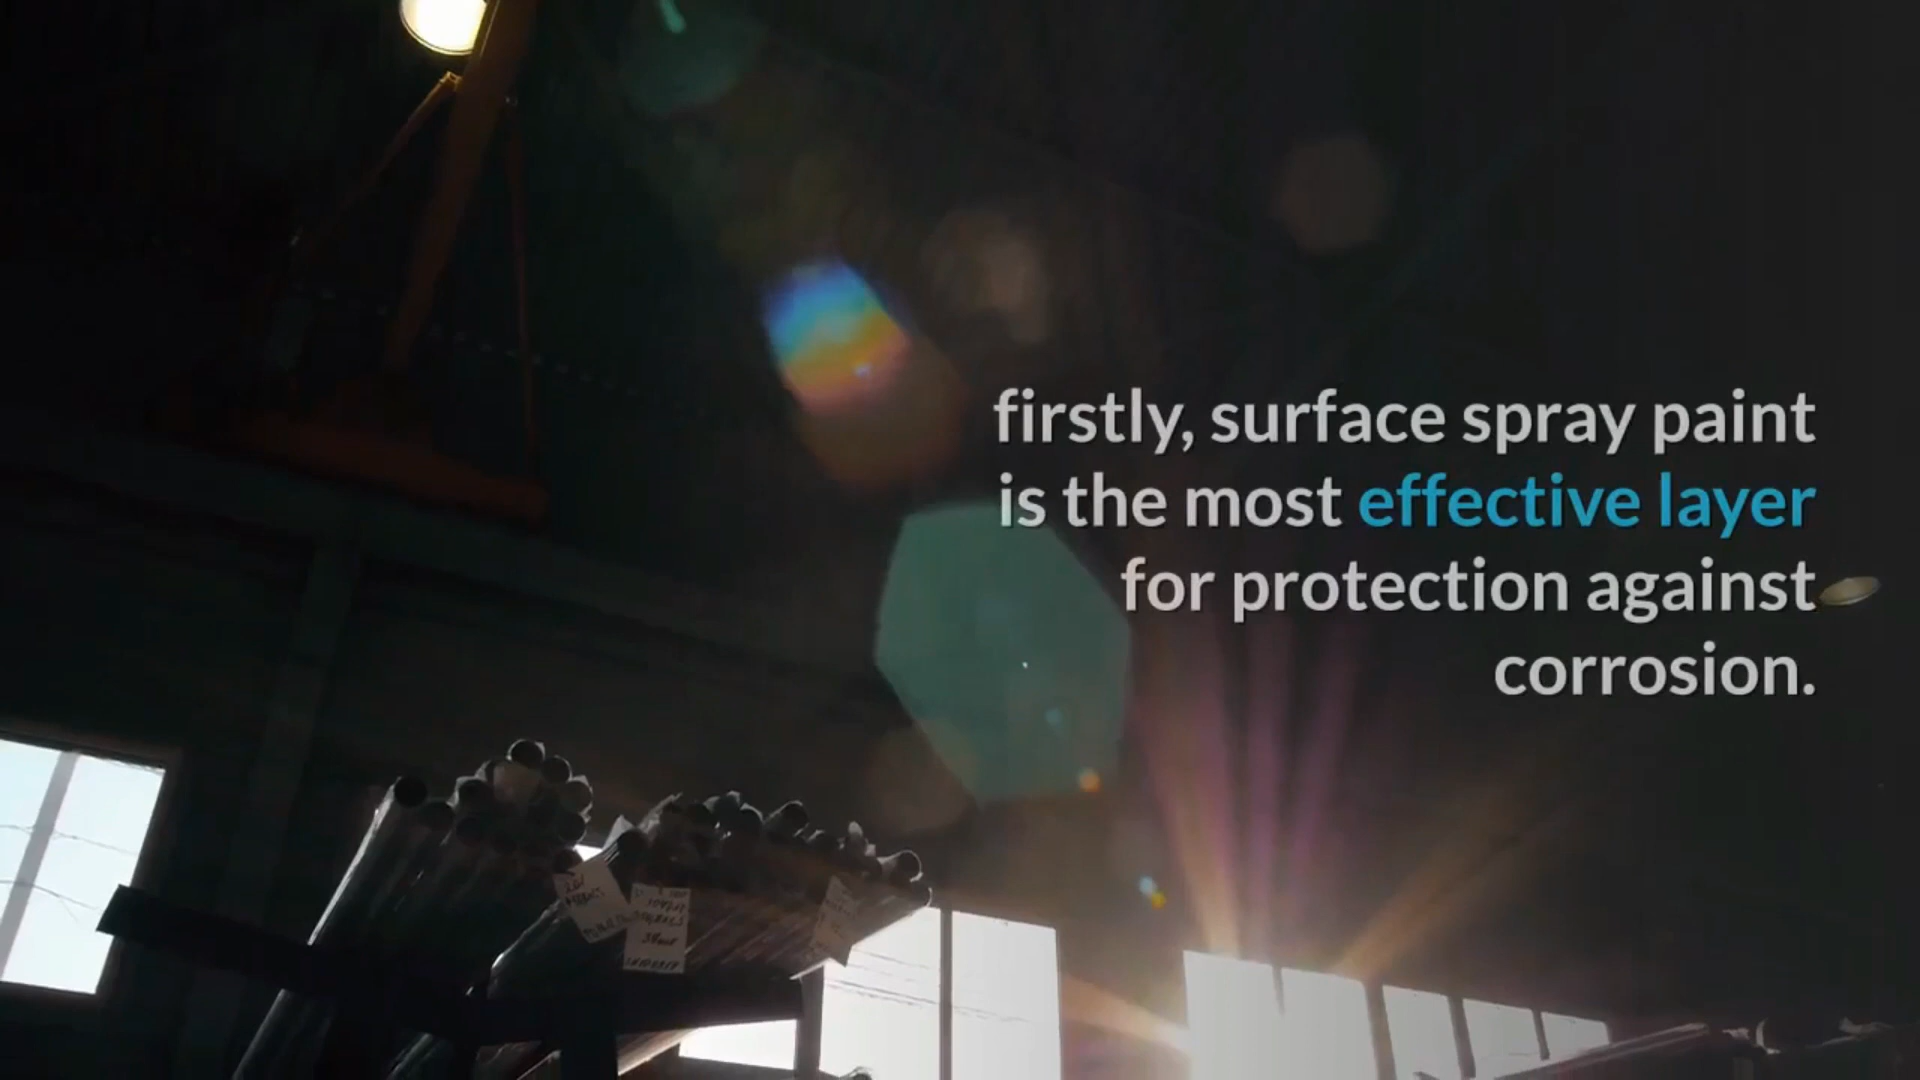 firstly, surface spray paint
is the most effective layer
for protection against
corrosion.